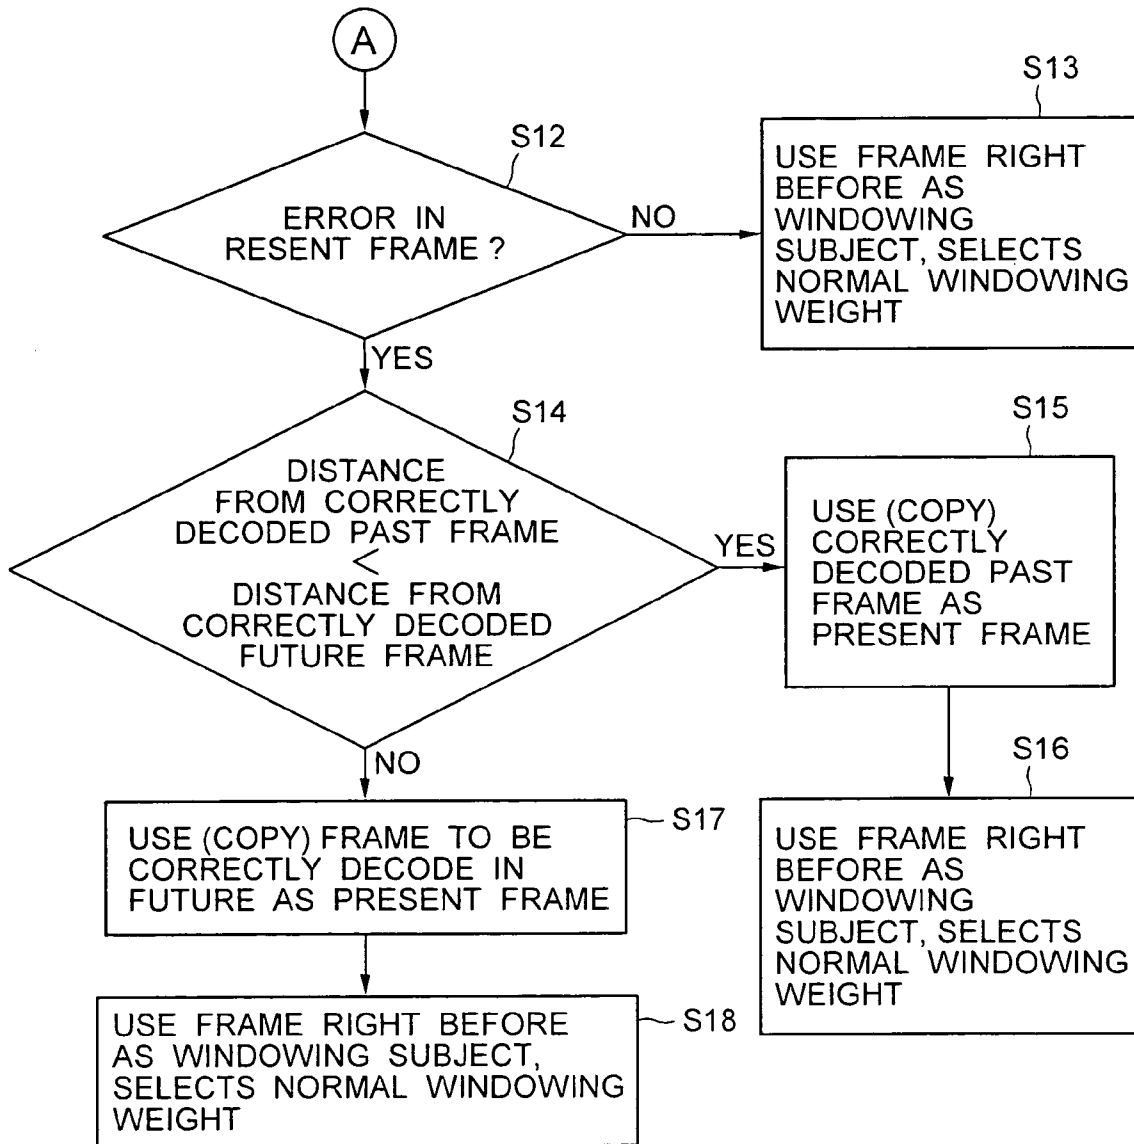 A
S12
ERROR IN
RESENT FRAME ?
NO
S13
USE FRAME RIGHT
BEFORE AS
WINDOWING
SUBJECT, SELECTS
NORMAL WINDOWING
WEIGHT
YES
S14
DISTANCE
FROM CORRECTLY
DECODED PAST FRAME
<
DISTANCE FROM
CORRECTLY DECODED
FUTURE FRAME
YES
S15
USE (COPY)
CORRECTLY
DECODED PAST
FRAME AS
PRESENT FRAME
S16
USE FRAME RIGHT
BEFORE AS
WINDOWING
SUBJECT, SELECTS
NORMAL WINDOWING
WEIGHT
NO
S17
USE (COPY) FRAME TO BE
CORRECTLY DECODE IN
FUTURE AS PRESENT FRAME
S18
USE FRAME RIGHT BEFORE
AS WINDOWING SUBJECT,
SELECTS NORMAL WINDOWING
WEIGHT